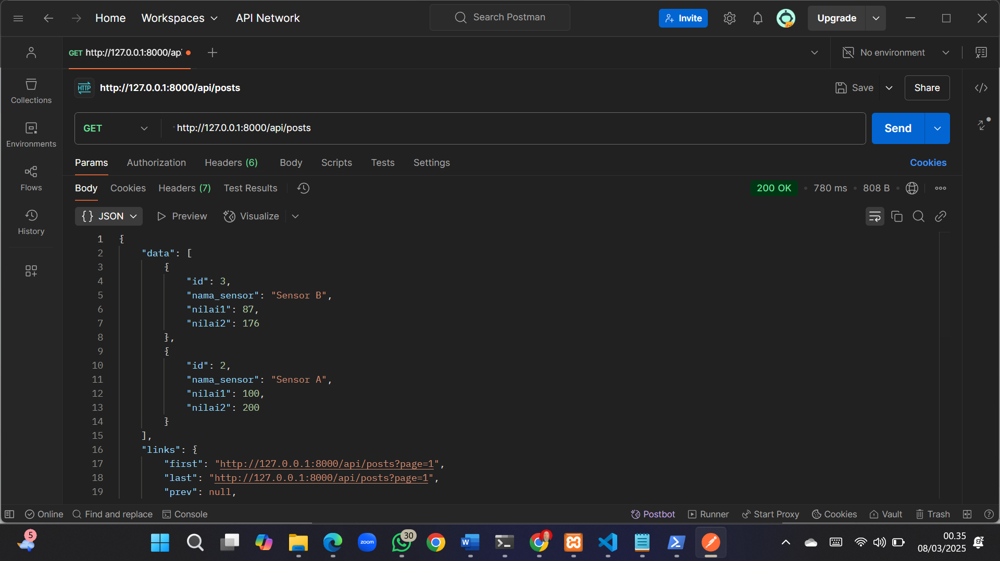 Home Workspaces API Network Search Postman Invite Upgrade
GET http://127.0.0.1:8000/ap No environment
HTTP http://127.0.0.1:8000/api/posts Save Share
Collections
GET http://127.0.0.1:8000/api/posts Send
Environments
Params Authorization Headers (6) Body Scripts Tests Settings Cookies
Flows
Body Cookies Headers (7) Test Results 200 OK 780 ms 808 B
{} JSON Preview Visualize
History
1 {
2 "data": [
3 {
4 "id": 3,
5 "nama_sensor": "Sensor B",
6 "nilai1": 87,
7 "nilai2": 176
8 },
9 {
10 "id": 2,
11 "nama_sensor": "Sensor A",
12 "nilai1": 100,
13 "nilai2": 200
14 }
15 ],
16 "links": {
17 "first": "http://127.0.0.1:8000/api/posts?page=1",
18 "last": "http://127.0.0.1:8000/api/posts?page=1",
19 "prev": null,
Online Find and replace Console Postbot Runner Start Proxy Cookies Vault Trash
5 zoom 30 W 00.35
08/03/2025